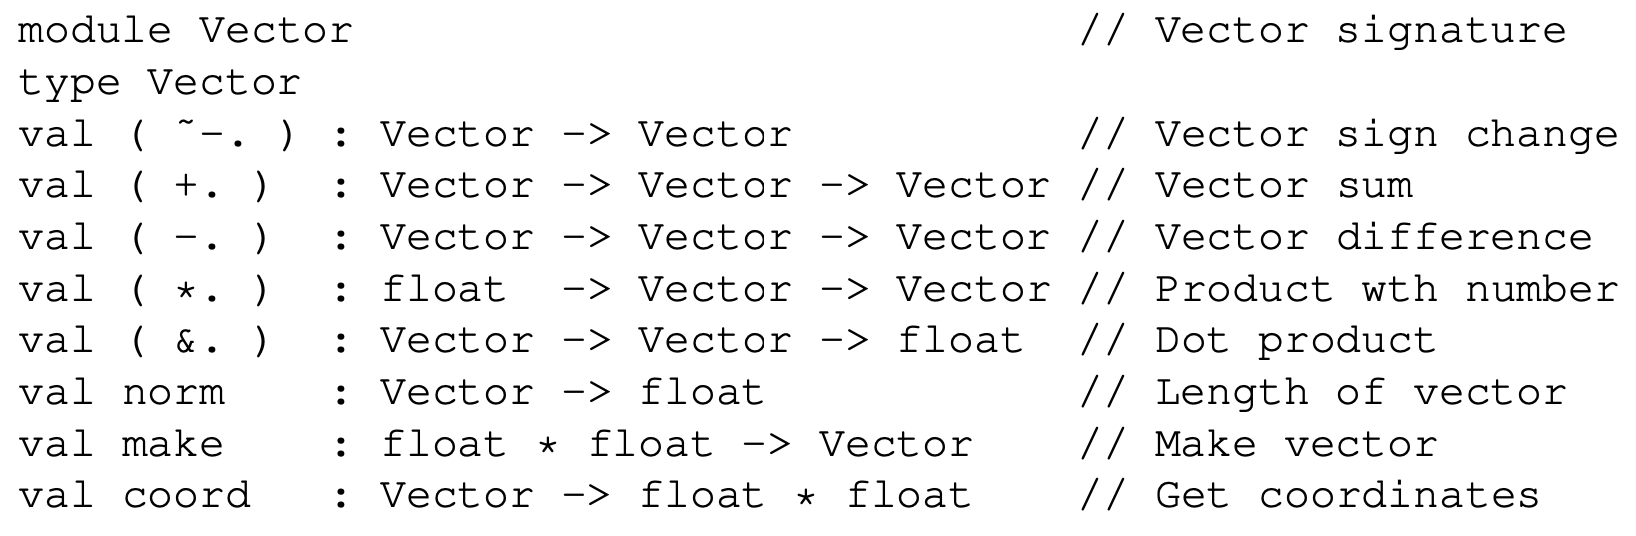 module Vector                             // Vector signature
type Vector
val ( ~-. ) : Vector -> Vector           // Vector sign change
val ( +. )  : Vector -> Vector -> Vector // Vector sum
val ( -. )  : Vector -> Vector -> Vector // Vector difference
val ( *. )  : float  -> Vector -> Vector // Product wth number
val ( &. )  : Vector -> Vector -> float  // Dot product
val norm    : Vector -> float            // Length of vector
val make    : float * float -> Vector    // Make vector
val coord   : Vector -> float * float    // Get coordinates